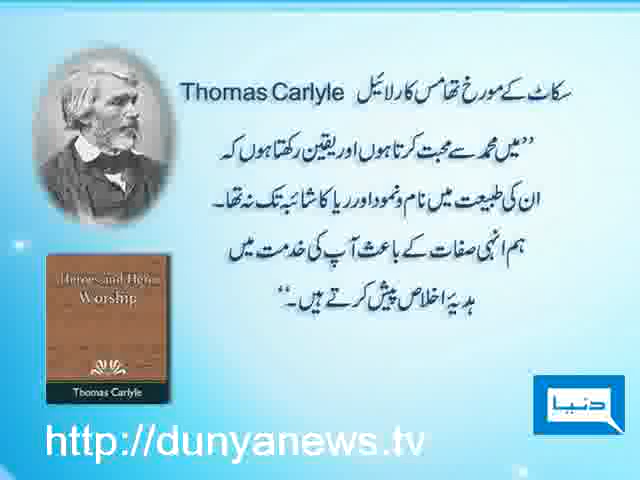 سکاٹ کے مورخ تھامس کارلائیل Thomas Carlyle
’’میں محمد سے محبت کرتا ہوں اور یقین رکھتا ہوں کہ
ان کی طبیعت میں نام و نمود اور ریا کا شائبہ تک نہ تھا۔
ہم انہی صفات کے باعث آپ کی خدمت میں
ہدیۂ اخلاص پیش کرتے ہیں۔‘‘
Heroes and Hero
Worship
Thomas Carlyle
دنیا
http://dunyanews.tv